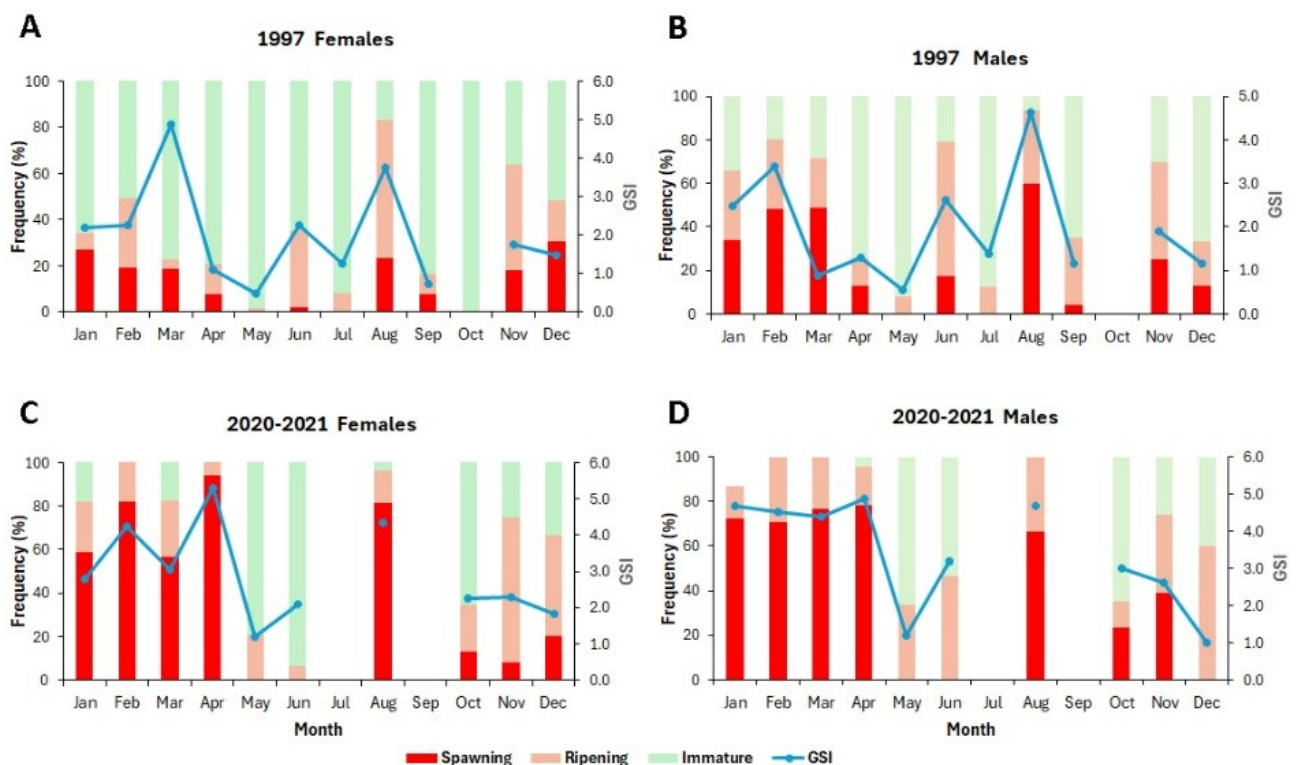 A
1997 Females
Frequency (%)
100
80
60
40
20
0
6.0
5.0
4.0
3.0
2.0
1.0
0.0
GSI
Jan Feb Mar Apr May Jun Jul Aug Sep Oct Nov Dec
B
1997 Males
Frequency (%)
100
80
60
40
20
0
5.0
4.0
3.0
2.0
1.0
0.0
GSI
Jan Feb Mar Apr May Jun Jul Aug Sep Oct Nov Dec
C
2020-2021 Females
Frequency (%)
100
80
60
40
20
0
6.0
5.0
4.0
3.0
2.0
1.0
0.0
GSI
Jan Feb Mar Apr May Jun Jul Aug Sep Oct Nov Dec
Month
D
2020-2021 Males
Frequency (%)
100
80
60
40
20
0
6.0
5.0
4.0
3.0
2.0
1.0
0.0
GSI
Jan Feb Mar Apr May Jun Jul Aug Sep Oct Nov Dec
Month
Spawning Ripening Immature GSI